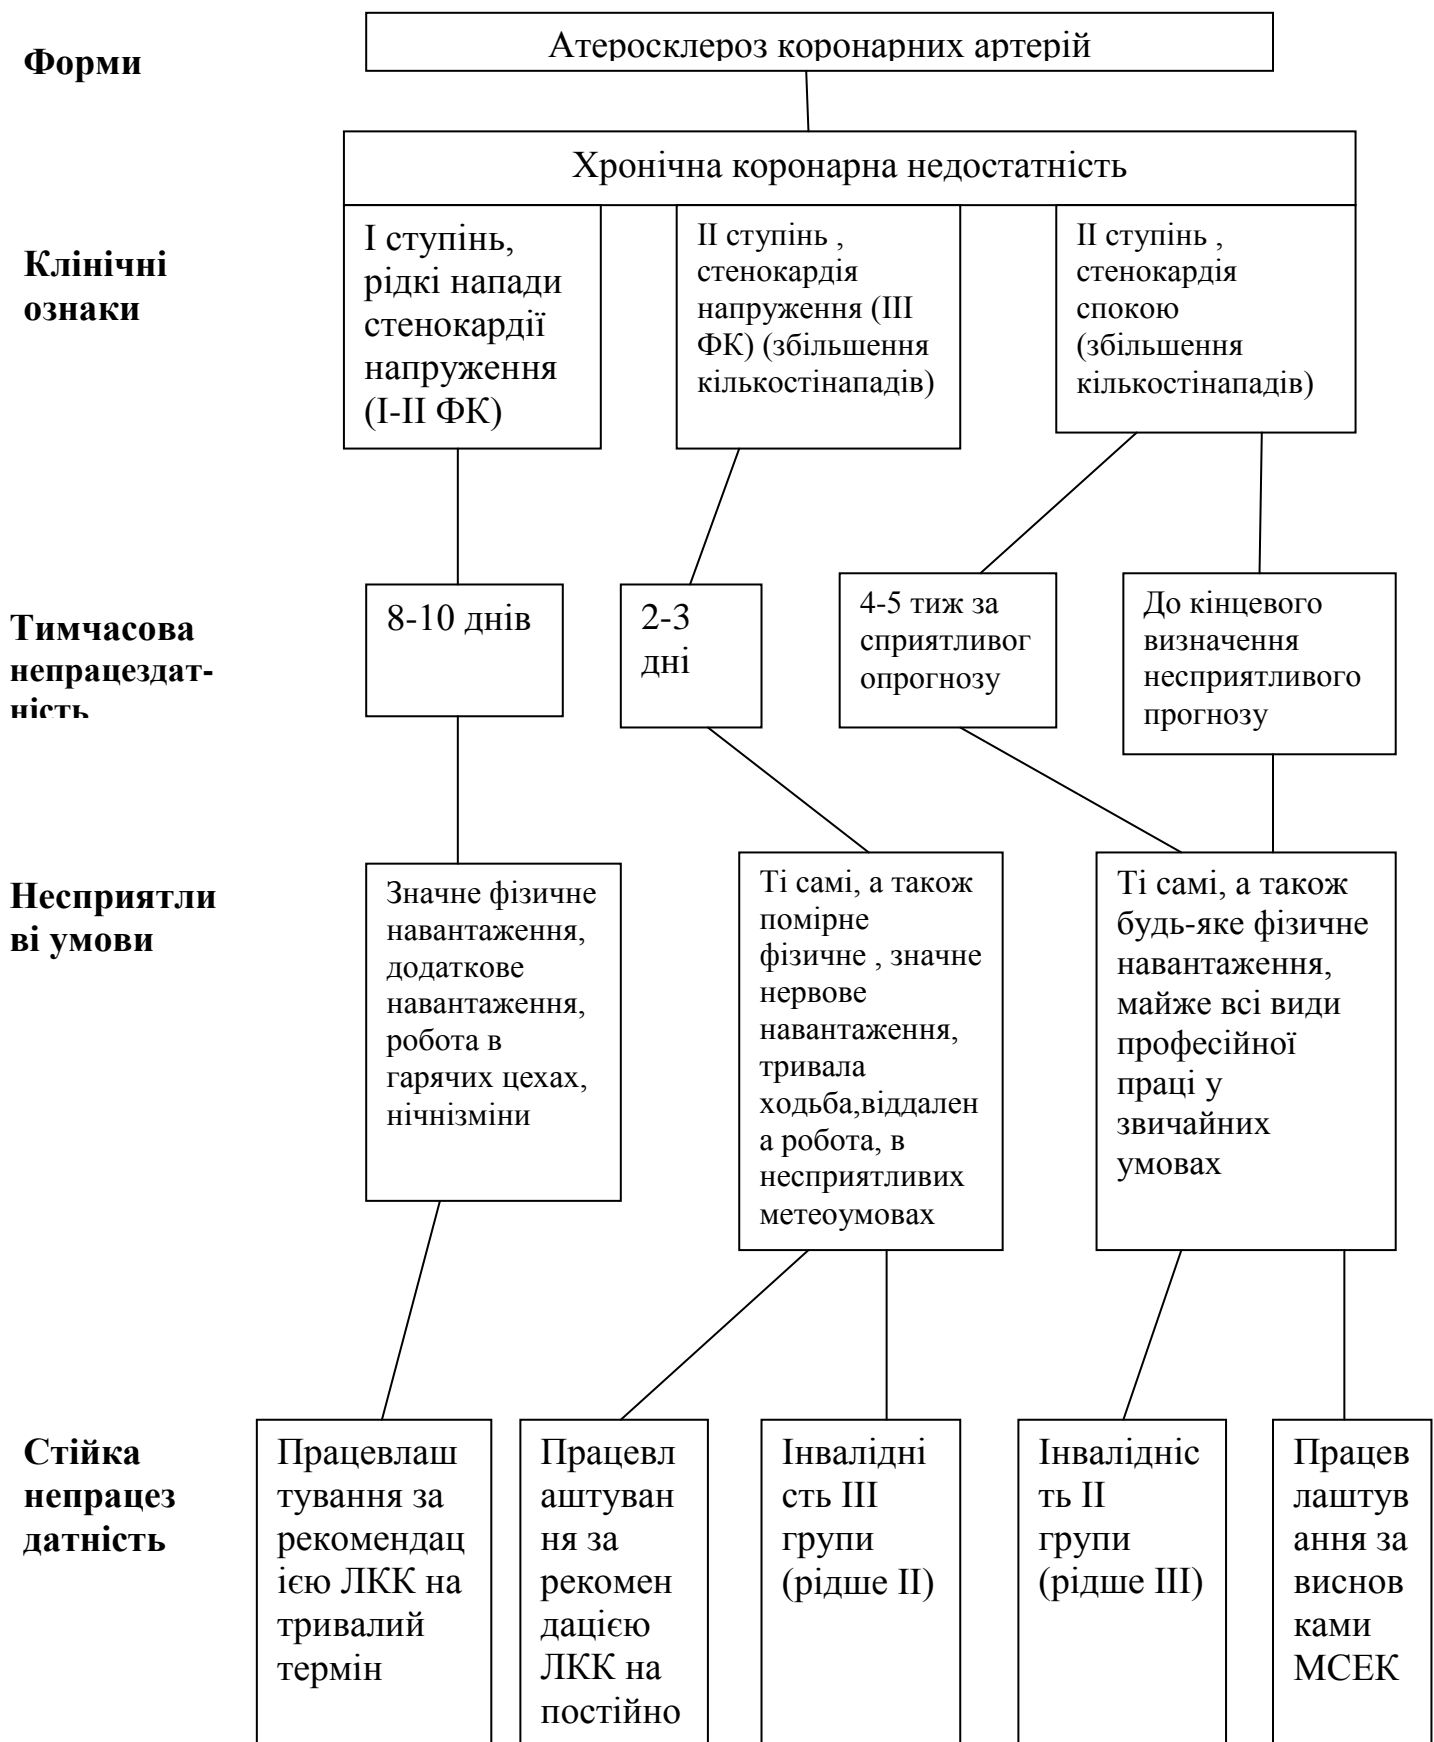 Форми
Атеросклероз коронарних артерій
Хронічна коронарна недостатність
Клінічні
ознаки
І ступінь,
рідкі напади
стенокардії
напруження
(І-ІІ ФК)
ІІ ступінь ,
стенокардія
напруження (ІІІ
ФК) (збільшення
кількостінападів)
ІІ ступінь ,
стенокардія
спокою
(збільшення
кількостінападів)
Тимчасова
непрацездат-
ність
8-10 днів
2-3
дні
4-5 тиж за
сприятливог
опрогнозу
До кінцевого
визначення
несприятливого
прогнозу
Несприятли
ві умови
Значне фізичне
навантаження,
додаткове
навантаження,
робота в
гарячих цехах,
нічнізміни
Ті самі, а також
помірне
фізичне , значне
нервове
навантаження,
тривала
ходьба,віддален
а робота, в
несприятливих
метеоумовах
Ті самі, а також
будь-яке фізичне
навантаження,
майже всі види
професійної
праці у
звичайних
умовах
Стійка
непрацез
датність
Працевлаш
тування за
рекомендац
ією ЛКК на
тривалий
термін
Працевл
аштуван
ня за
рекомен
дацією
ЛКК на
постійно
Інвалідні
сть ІІІ
групи
(рідше ІІ)
Інвалідніс
ть ІІ
групи
(рідше ІІІ)
Працев
лаштув
ання за
виснов
ками
МСЕК